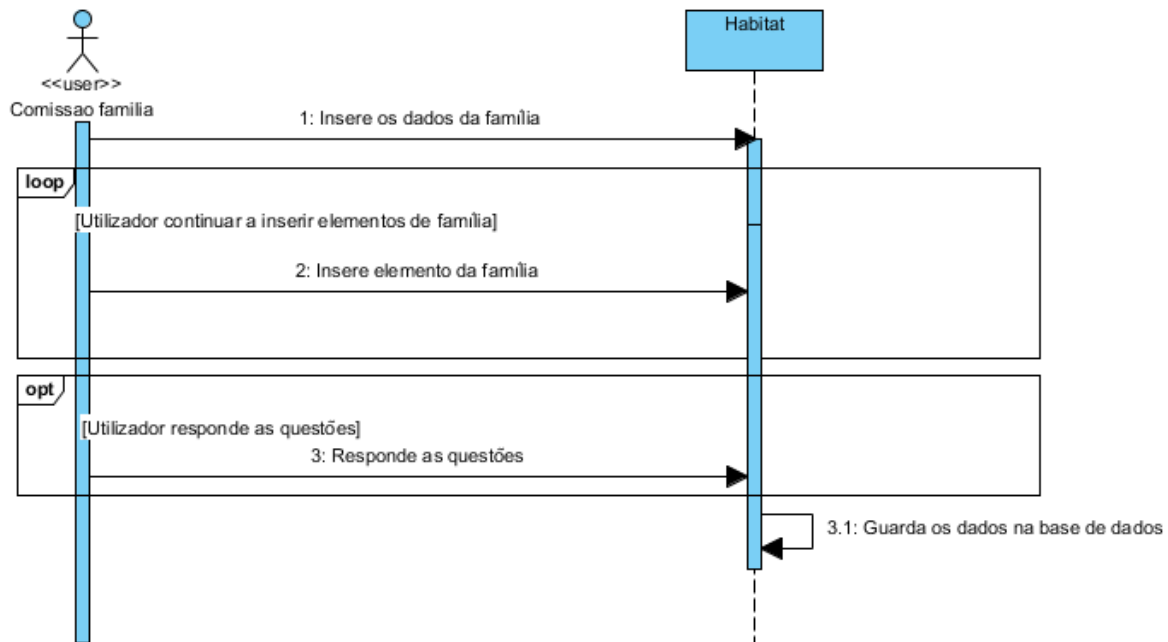 Habitat
<<user>>
Comissao familia
1: Insere os dados da família
loop
[Utilizador continuar a inserir elementos de família]
2: Insere elemento da família
opt
[Utilizador responde as questões]
3: Responde as questões
3.1: Guarda os dados na base de dados